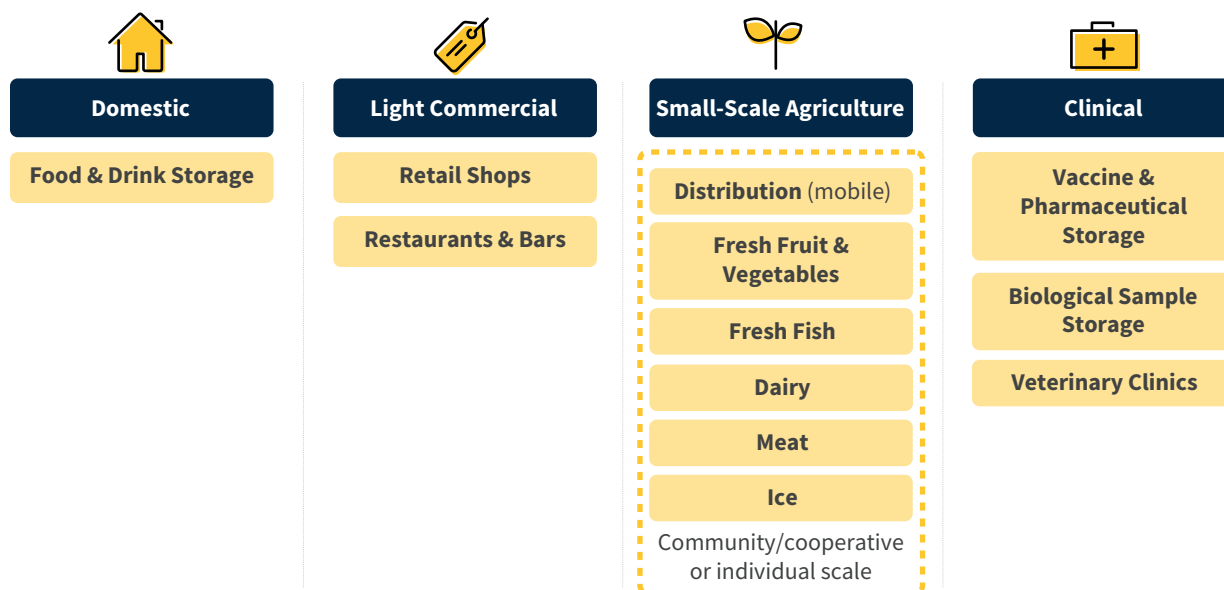 Domestic
Food & Drink Storage
Light Commercial
Retail Shops
Restaurants & Bars
Small-Scale Agriculture
Distribution (mobile)
Fresh Fruit &
Vegetables
Fresh Fish
Dairy
Meat
Ice
Community/cooperative
or individual scale
Clinical
Vaccine &
Pharmaceutical
Storage
Biological Sample
Storage
Veterinary Clinics